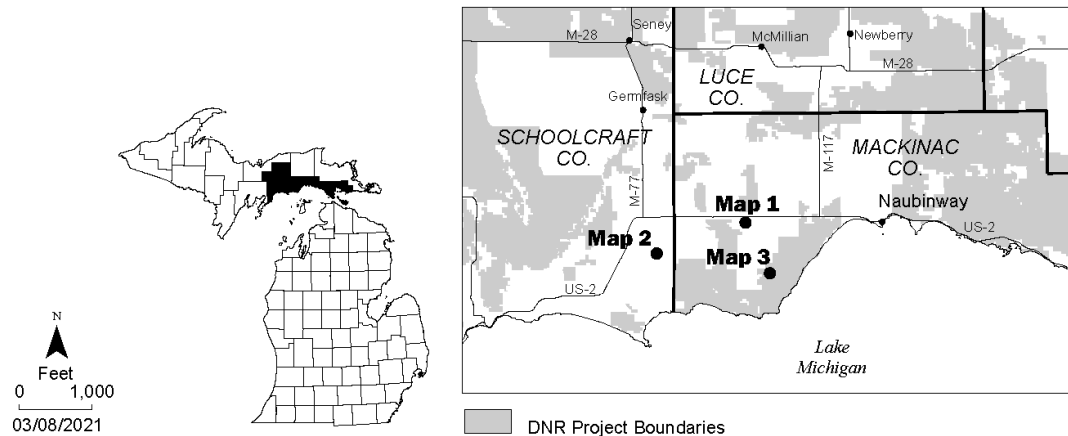 N
Feet
0 1,000
03/08/2021
Seney
M-28
McMillian
Newberry
M-28
LUCE
CO.
Germfask
SCHOOLCRAFT
CO.
M-77
M-117
MACKINAC
CO.
Naubinway
Map 1
Map 2
US-2
Map 3
US-2
Lake
Michigan
DNR Project Boundaries